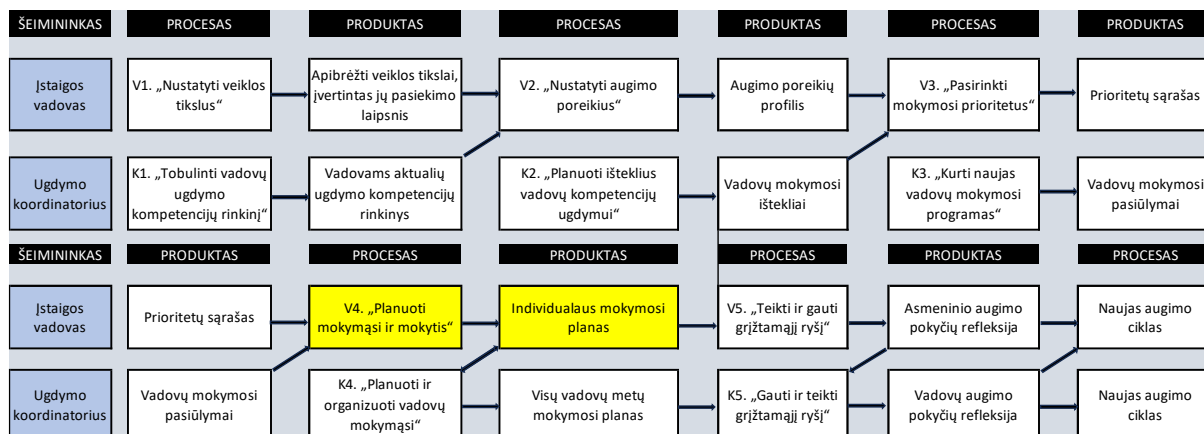 ŠEIMININKAS
PROCESAS
PRODUKTAS
PROCESAS
PRODUKTAS
PROCESAS
PRODUKTAS
Įstaigos
vadovas
V1. „Nustatyti veiklos
tikslus“
Apibrėžti veiklos tikslai,
įvertintas jų pasiekimo
laipsnis
V2. „Nustatyti augimo
poreikius“
Augimo poreikių
profilis
V3. „Pasirinkti
mokymosi prioritetus“
Prioritetų sąrašas
Ugdymo
koordinatorius
K1. „Tobulinti vadovų
ugdymo
kompetencijų rinkinį“
Vadovams aktualių
ugdymo kompetencijų
rinkinys
K2. „Planuoti išteklius
vadovų kompetencijų
ugdymui“
Vadovų mokymosi
ištekliai
K3. „Kurti naujas
vadovų mokymosi
programas“
Vadovų mokymosi
pasiūlymai
ŠEIMININKAS
PRODUKTAS
PROCESAS
PRODUKTAS
PROCESAS
PRODUKTAS
PRODUKTAS
Įstaigos
vadovas
Prioritetų sąrašas
V4. „Planuoti
mokymąsi ir mokytis“
Individualaus mokymosi
planas
V5. „Teikti ir gauti
grįžtamąjį ryšį“
Asmeninio augimo
pokyčių refleksija
Naujas augimo
ciklas
Ugdymo
koordinatorius
Vadovų mokymosi
pasiūlymai
K4. „Planuoti ir
organizuoti vadovų
mokymąsi“
Visų vadovų metų
mokymosi planas
K5. „Gauti ir teikti
grįžtamąjį ryšį“
Vadovų augimo
pokyčių refleksija
Naujas augimo
ciklas